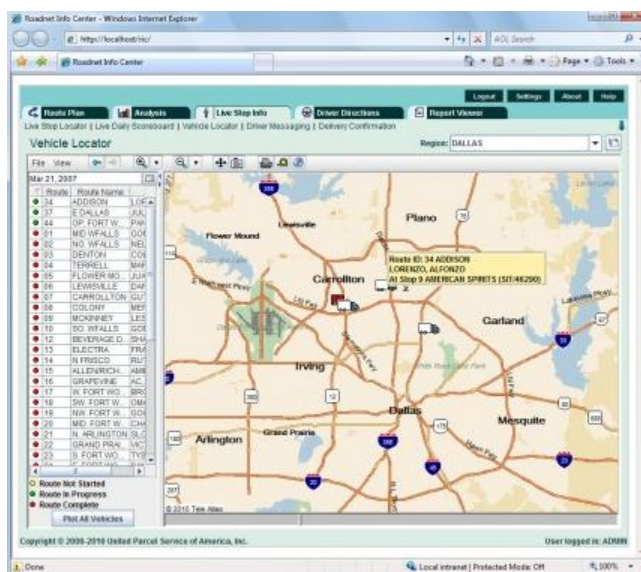 Roadnet Info Center - Windows Internet Explorer
http://localhost/ric/
AOL Search
Roadnet Info Center
Page
Tools
Logout
Settings
About
Help
Route Plan
Analysis
Live Stop Info
Driver Directions
Report Viewer
Live Stop Locator | Live Daily Scoreboard | Vehicle Locator | Driver Messaging | Delivery Confirmation
Vehicle Locator
Region: DALLAS
File View
Mar 21, 2007
Route Route Name
34 ADDISON
37 E DALLAS
44 OP. FORT W...
01 MID WFALLS
02 NO. WFALLS
03 DENTON
04 TERRELL
05 FLOWER MO...
06 LEWISVILLE
07 CARROLLTON
08 COLONY
09 MCKINNEY
10 SO. WFALLS
12 BEVERAGE D...
13 ELECTRA
14 N FRISCO
15 ALLEN/RICH...
16 GRAPEVINE
17 W. FORT WO...
18 SW. FORT W...
19 NW. FORT W...
20 MID. FORT W...
21 N. ARLINGTON
22 GRAND PRAI...
23 S. FORT WO...
Route Not Started
Route In Progress
Route Complete
Plot All Vehicles
Plano
Lewisville
Flower Mound
Route ID: 34 ADDISON
LORENZO, ALFONZO
At Stop 9 AMERICAN SPIRITS (SIT/46290)
Carrollton
Garland
Irving
Dallas
Mesquite
Grand Prairie
Arlington
© 2010 Tele Atlas
Copyright © 2000-2010 United Parcel Service of America, Inc.
User logged in: ADMIN
Done
Local intranet | Protected Mode: Off
100%